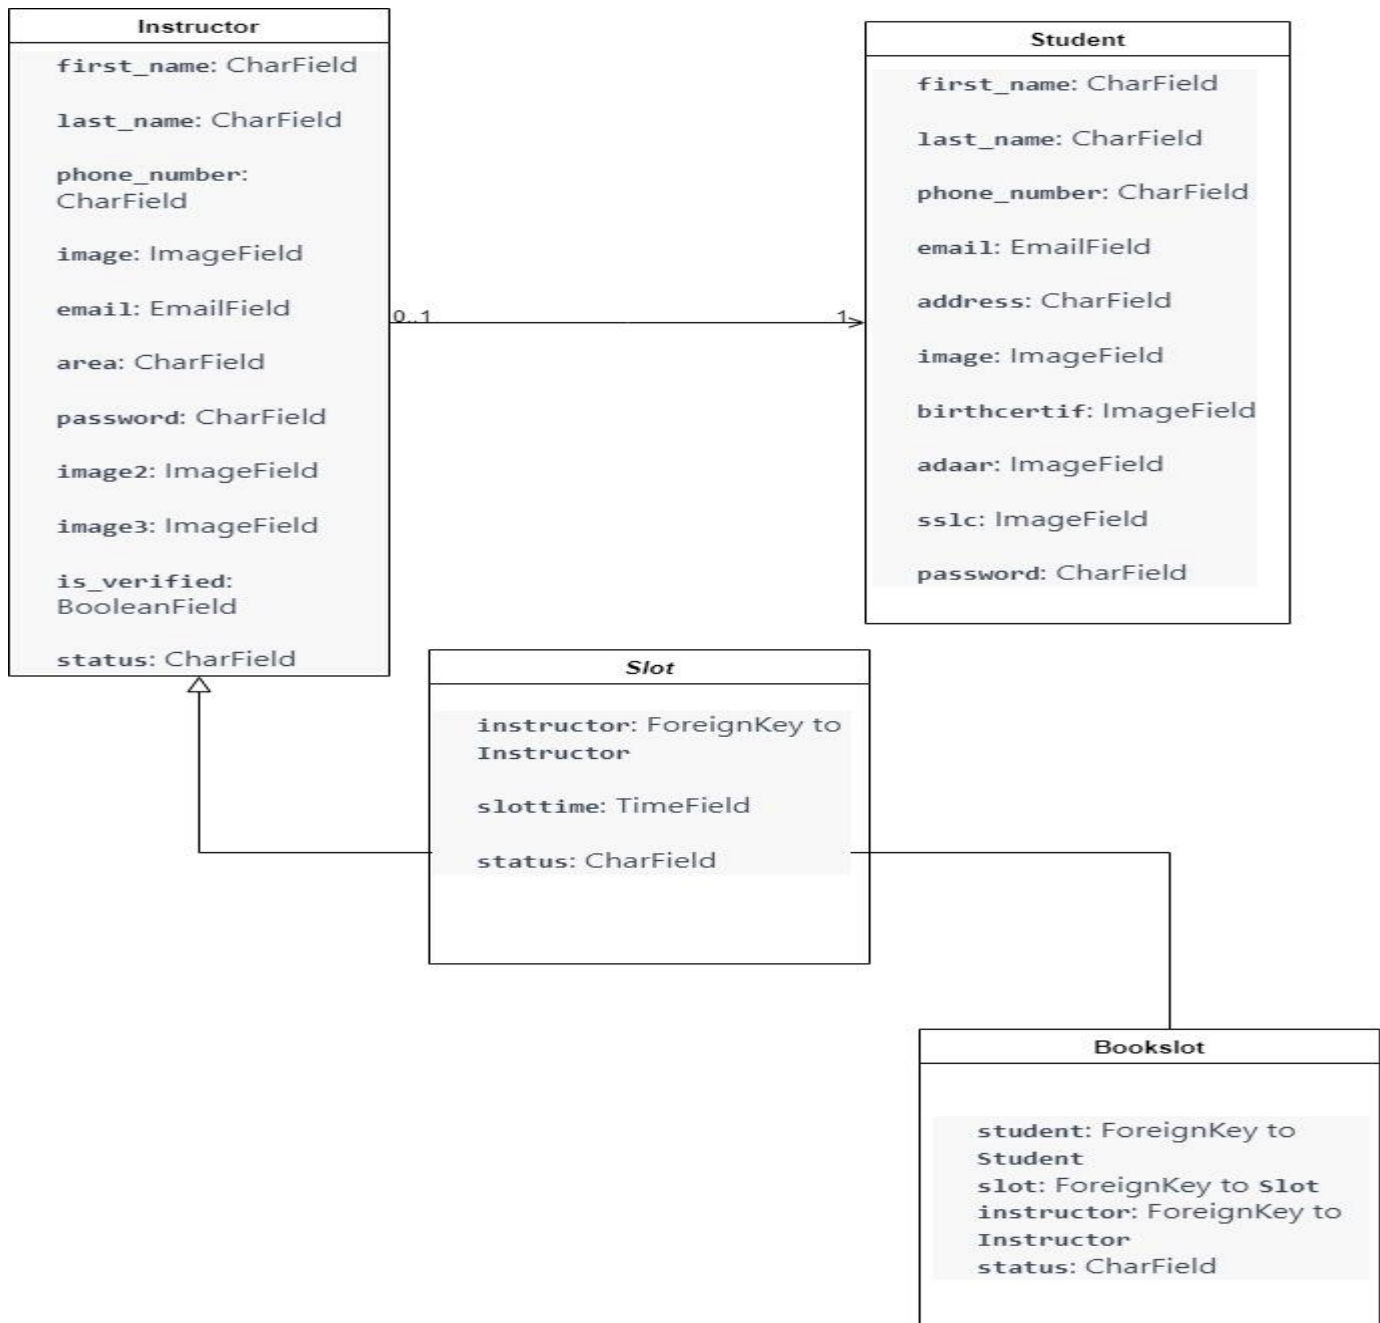 Instructor
first_name: CharField
last_name: CharField
phone_number:
CharField
image: ImageField
email: EmailField
area: CharField
password: CharField
image2: ImageField
image3: ImageField
is_verified:
BooleanField
status: CharField
0..1
1
Student
first_name: CharField
last_name: CharField
phone_number: CharField
email: EmailField
address: CharField
image: ImageField
birthcertif: ImageField
adaar: ImageField
sslc: ImageField
password: CharField
Slot
instructor: ForeignKey to
Instructor
slottime: TimeField
status: CharField
Bookslot
student: ForeignKey to
Student
slot: ForeignKey to Slot
instructor: ForeignKey to
Instructor
status: CharField